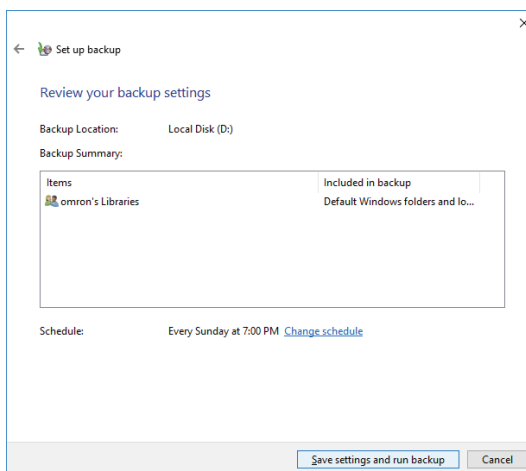 Set up backup
Review your backup settings
Backup Location: Local Disk (D:)
Backup Summary:
Items Included in backup
omron's Libraries Default Windows folders and lo...
Schedule: Every Sunday at 7:00 PM Change schedule
Save settings and run backup Cancel